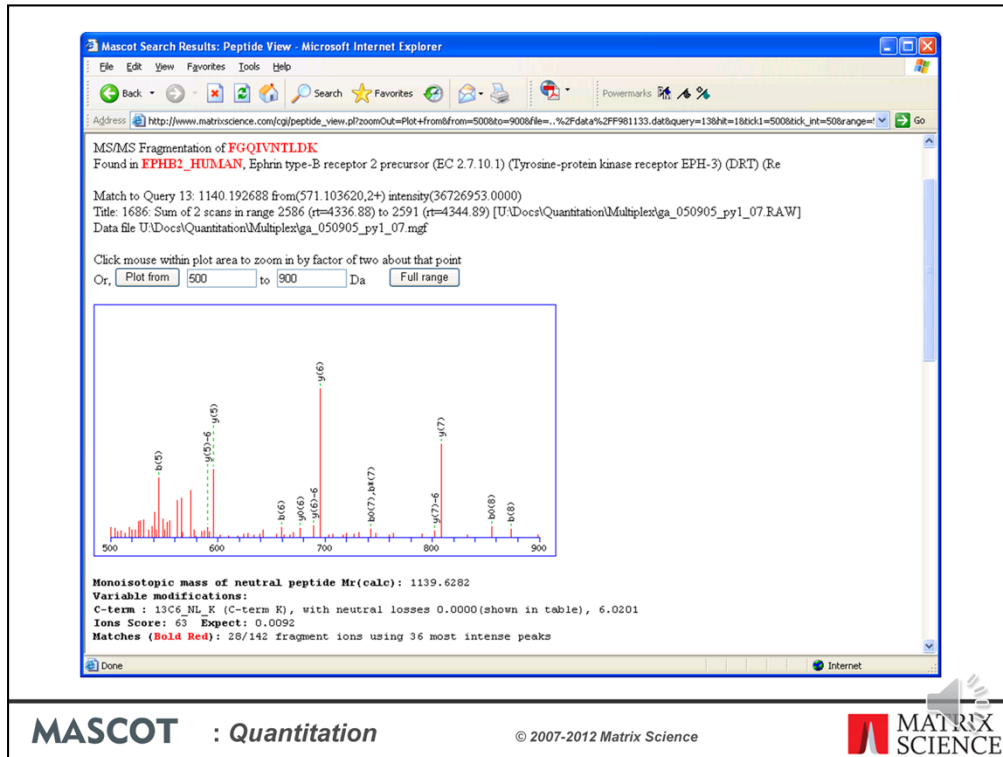 Mascot Search Results: Peptide View - Microsoft Internet Explorer
File Edit View Favorites Tools Help
Back Search Favorites Powermarks
Address http://www.matrixscience.com/cgi/peptide_view.pl?zoomOut=Plot+from&from=500&to=900&file=..%2Fdata%2FF981133.dat&query=13&hit=1&tick1=500&tick_int=50&range= Go
MS/MS Fragmentation of FGQIVNTLDK
Found in EPHB2_HUMAN, Ephrin type-B receptor 2 precursor (EC 2.7.10.1) (Tyrosine-protein kinase receptor EPH-3) (DRT) (Re
Match to Query 13: 1140.192688 from(571.103620,2+) intensity(36726953.0000)
Title: 1686: Sum of 2 scans in range 2586 (rt=4336.88) to 2591 (rt=4344.89) [U:\Docs\Quantitation\Multiplex\ga_050905_py1_07.RAW]
Data file U:\Docs\Quantitation\Multiplex\ga_050905_py1_07.mgf
Click mouse within plot area to zoom in by factor of two about that point
Or, Plot from 500 to 900 Da Full range
b(5)
y(5)-6
y(5)
b(6)
y0(6)
y(6)-6
y(6)
b0(7),b*(7)
y(7)-6
y(7)
b0(8)
b(8)
500 600 700 800 900
Monoisotopic mass of neutral peptide Mr(calc): 1139.6282
Variable modifications:
C-term : 13C6_NL_K (C-term K), with neutral losses 0.0000(shown in table), 6.0201
Ions Score: 63 Expect: 0.0092
Matches (Bold Red): 28/142 fragment ions using 36 most intense peaks
Done Internet
MASCOT : Quantitation © 2007-2012 Matrix Science MATRIX
SCIENCE